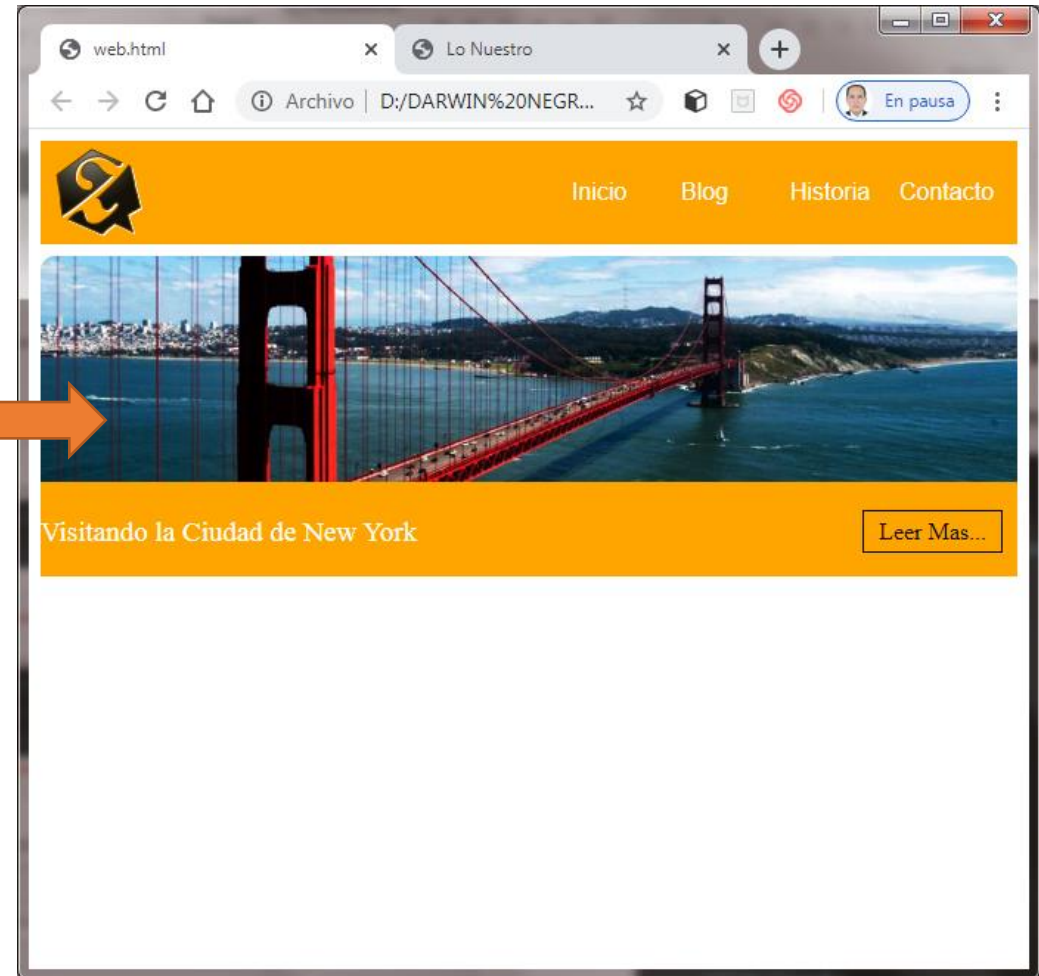 web.html
Lo Nuestro
Archivo | D:/DARWIN%20NEGR...
En pausa
Inicio Blog Historia Contacto
Visitando la Ciudad de New York
Leer Mas...